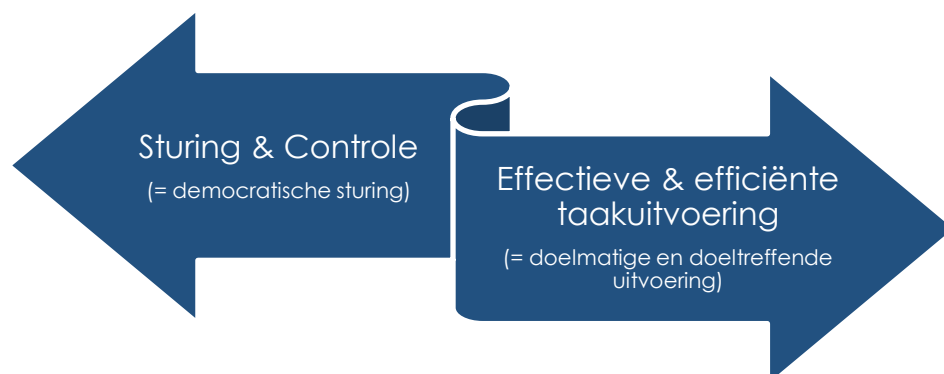 Sturing & Controle
(= democratische sturing)
Effectieve & efficiënte
taakuitvoering
(= doelmatige en doeltreffende
uitvoering)